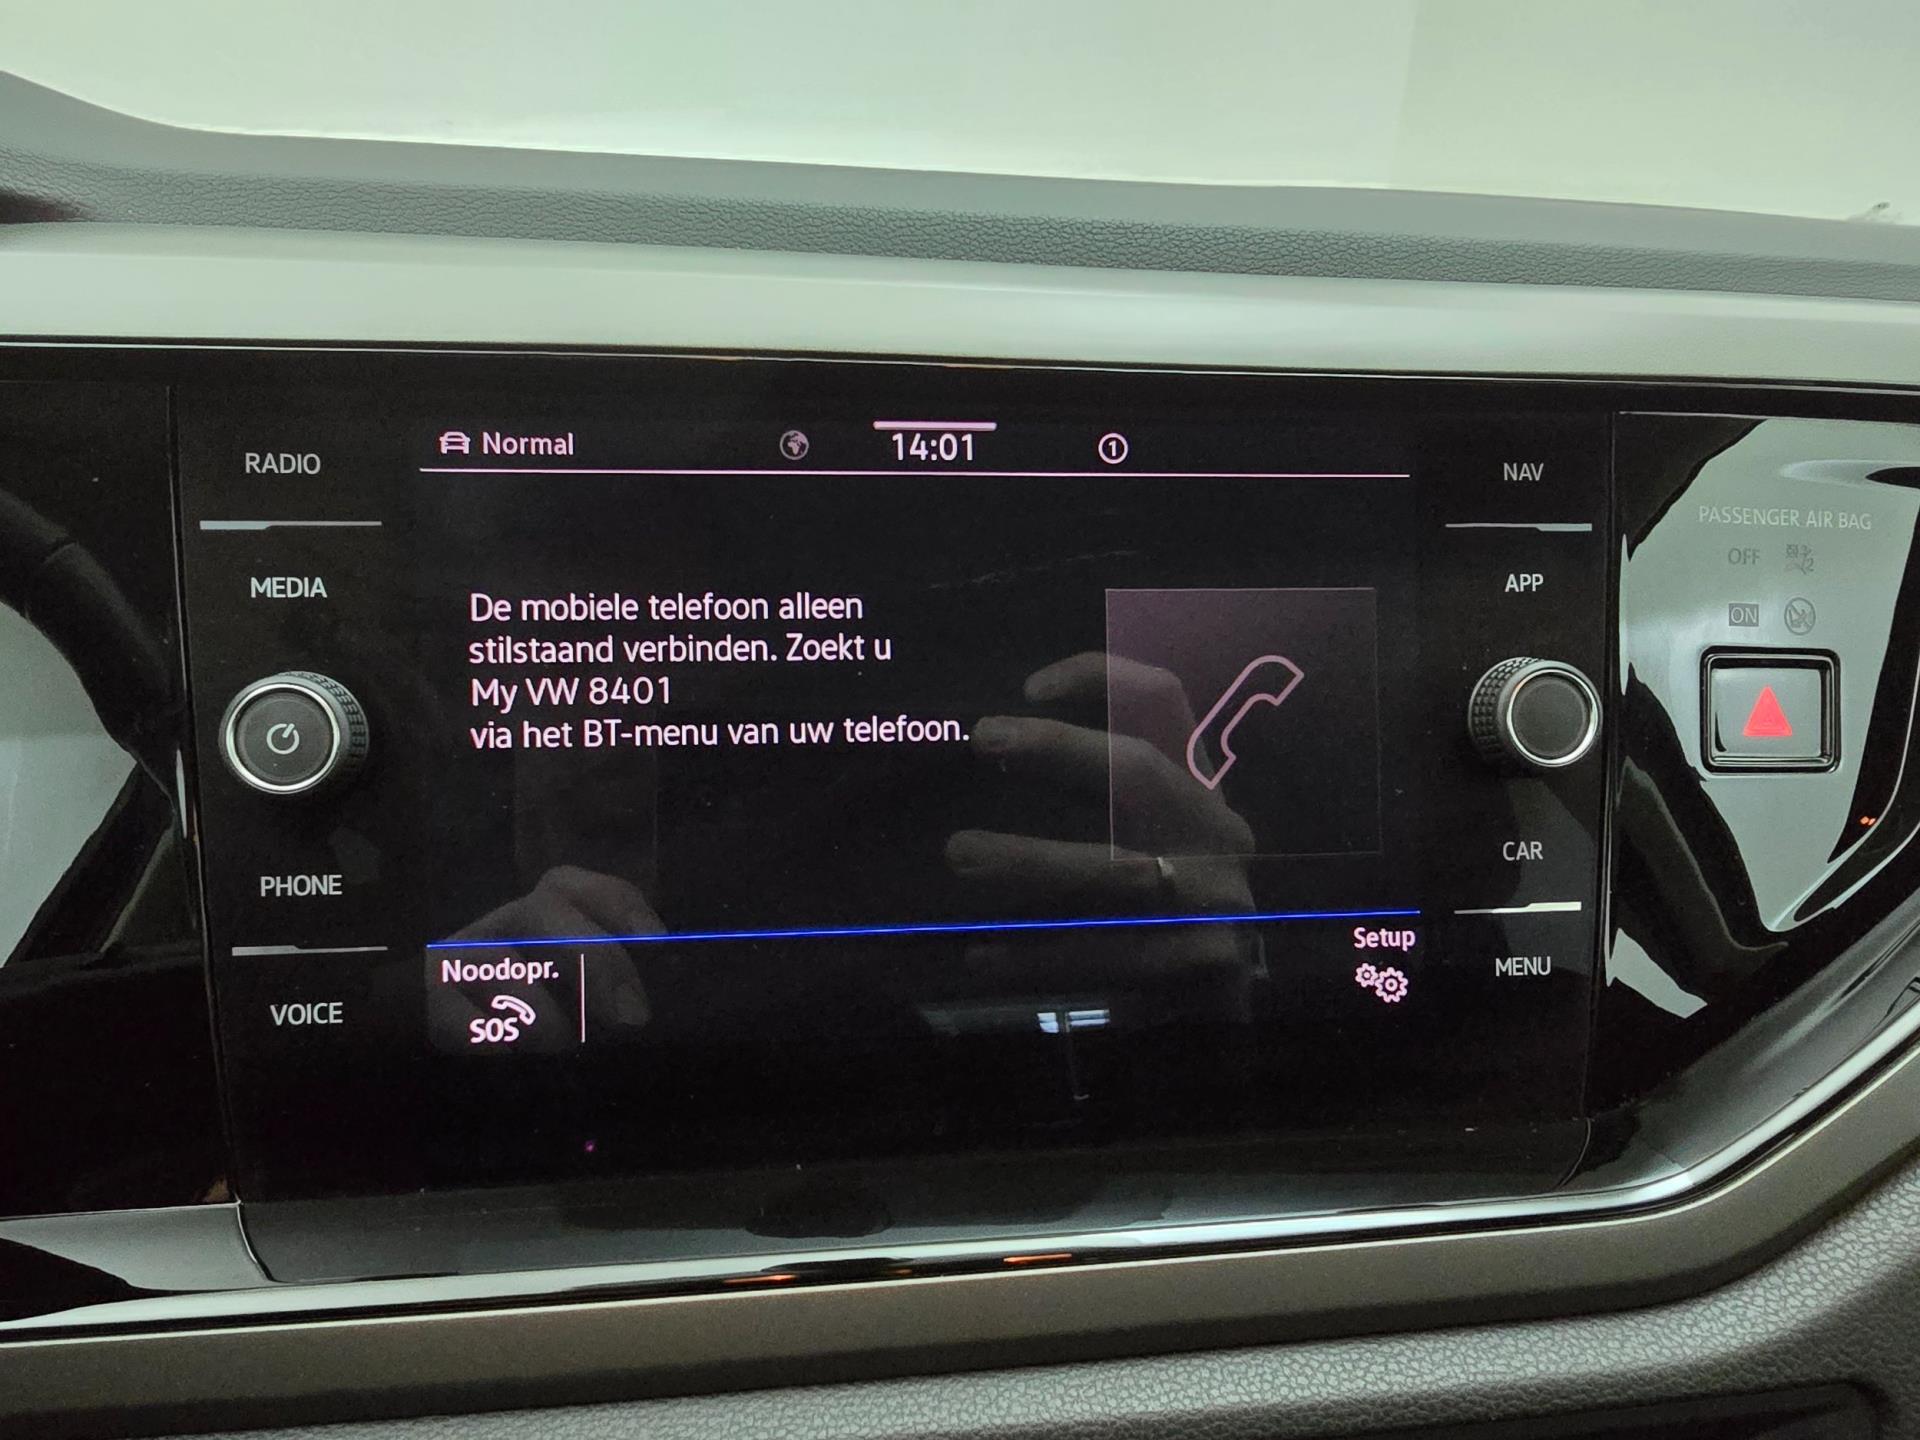 RADIO
MEDIA
PHONE
VOICE
Normal
14:01
1
De mobiele telefoon alleen
stilstaand verbinden. Zoekt u
My VW 8401
via het BT-menu van uw telefoon.
Noodopr.
SOS
Setup
NAV
APP
CAR
MENU
PASSENGER AIR BAG
OFF
ON